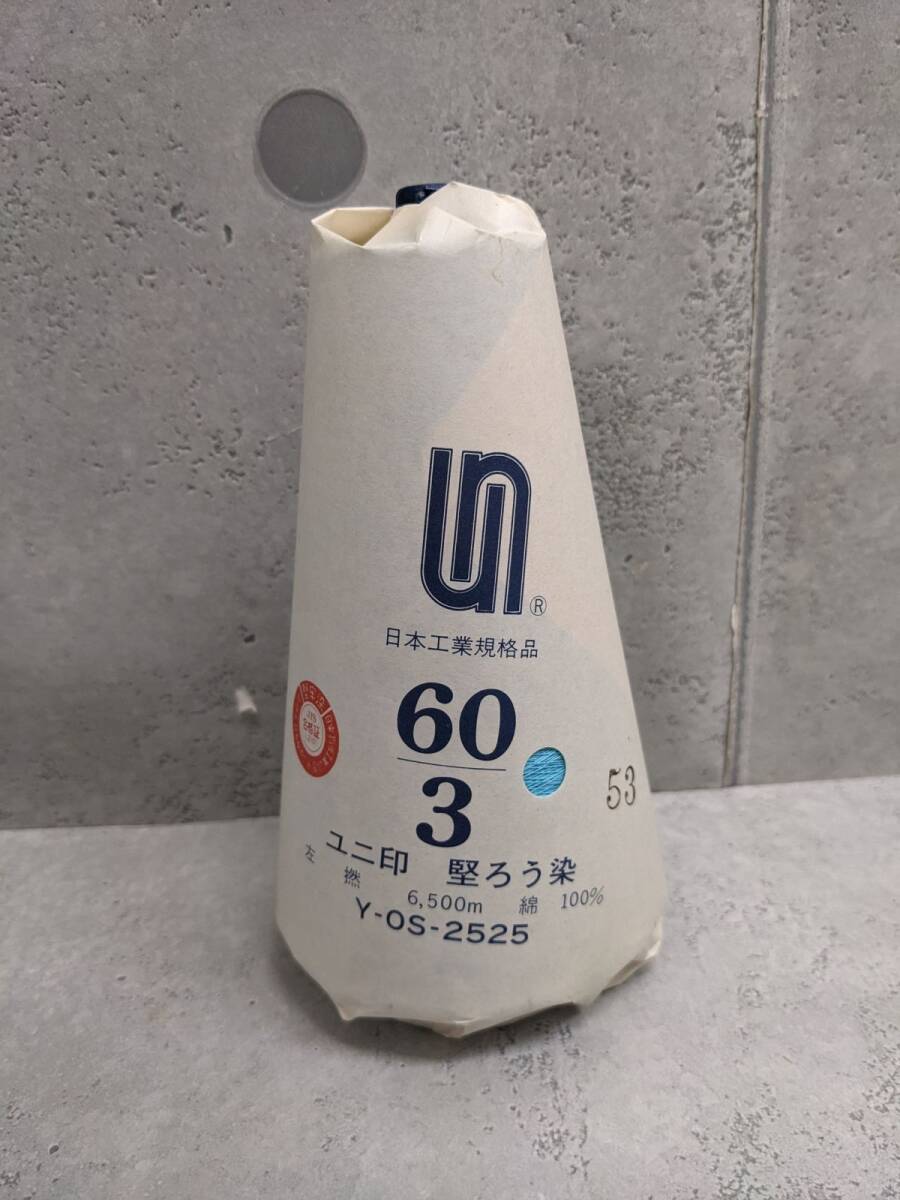 UN®
日本工業規格品
60
3
53
ユニ印 堅ろう染
左撚 6,500m 綿 100%
Y-OS-2525